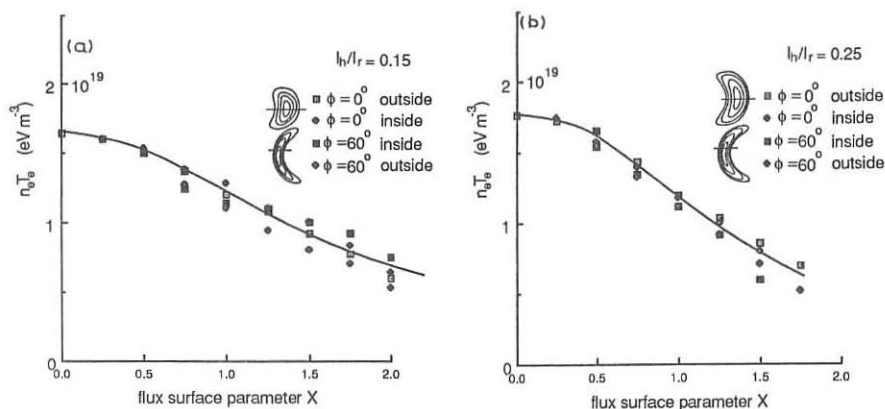 (a)
I_h/I_r = 0.15
10^19
2
ϕ = 0° outside
ϕ = 0° inside
ϕ = 60° inside
ϕ = 60° outside
n_e T_e (eV m^-3)
1
0
0.0 0.5 1.0 1.5 2.0
flux surface parameter X
(b)
I_h/I_r = 0.25
10^19
2
ϕ = 0° outside
ϕ = 0° inside
ϕ = 60° inside
ϕ = 60° outside
n_e T_e (eV m^-3)
1
0
0.0 0.5 1.0 1.5 2.0
flux surface parameter X